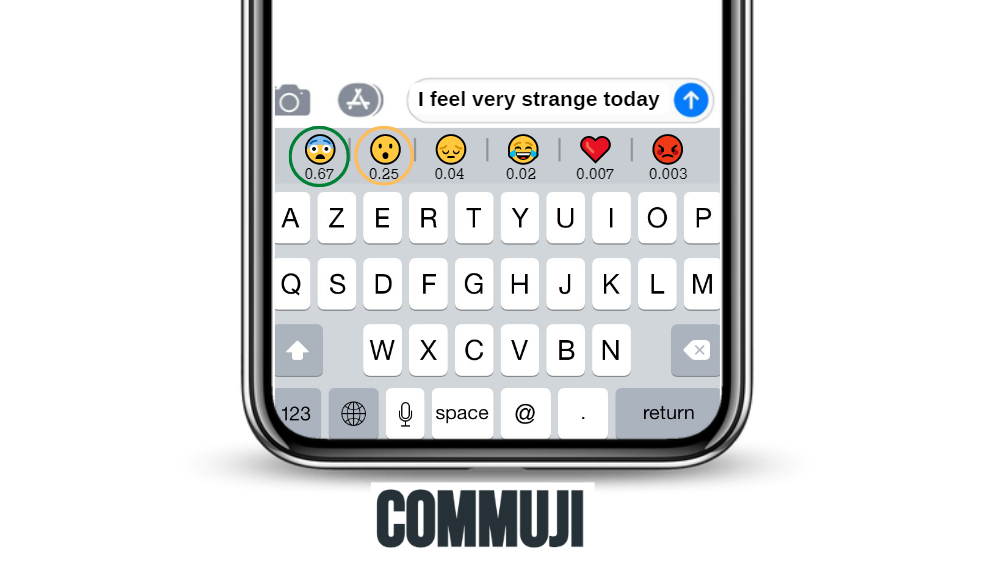 I feel very strange today
0.67 0.25 0.04 0.02 0.007 0.003
A Z E R T Y U I O P
Q S D F G H J K L M
W X C V B N
123 space @ . return
COMMUJI